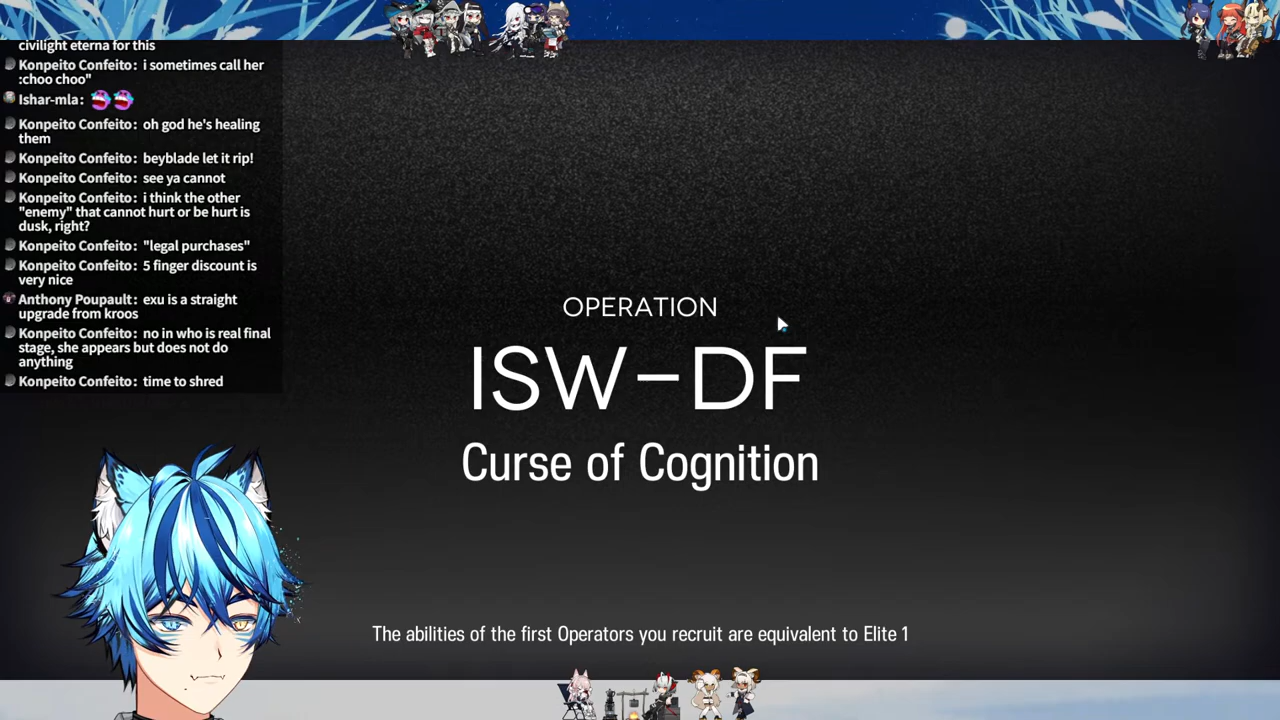 civilight eterna for this
Konpeito Confeito: i sometimes call her
:choo choo"
Ishar-mla:
Konpeito Confeito: oh god he's healing
them
Konpeito Confeito: beyblade let it rip!
Konpeito Confeito: see ya cannot
Konpeito Confeito: i think the other
"enemy" that cannot hurt or be hurt is
dusk, right?
Konpeito Confeito: "legal purchases"
Konpeito Confeito: 5 finger discount is
very nice
Anthony Poupault: exu is a straight
upgrade from kroos
Konpeito Confeito: no in who is real final
stage, she appears but does not do
anything
Konpeito Confeito: time to shred
OPERATION
ISW-DF
Curse of Cognition
The abilities of the first Operators you recruit are equivalent to Elite 1